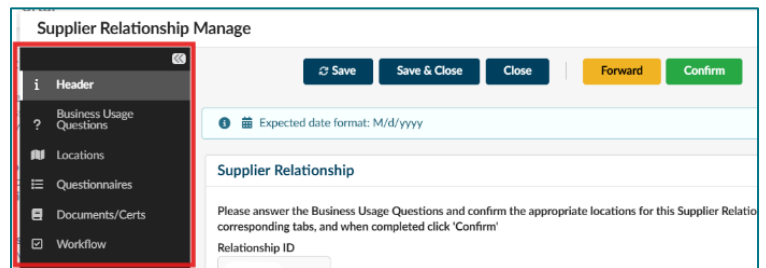 Supplier Relationship Manage
Save
Save & Close
Close
Forward
Confirm
Header
Business Usage
Questions
Locations
Questionnaires
Documents/Certs
Workflow
Expected date format: M/d/yyyy
Supplier Relationship
Please answer the Business Usage Questions and confirm the appropriate locations for this Supplier Relatio
corresponding tabs, and when completed click 'Confirm'
Relationship ID